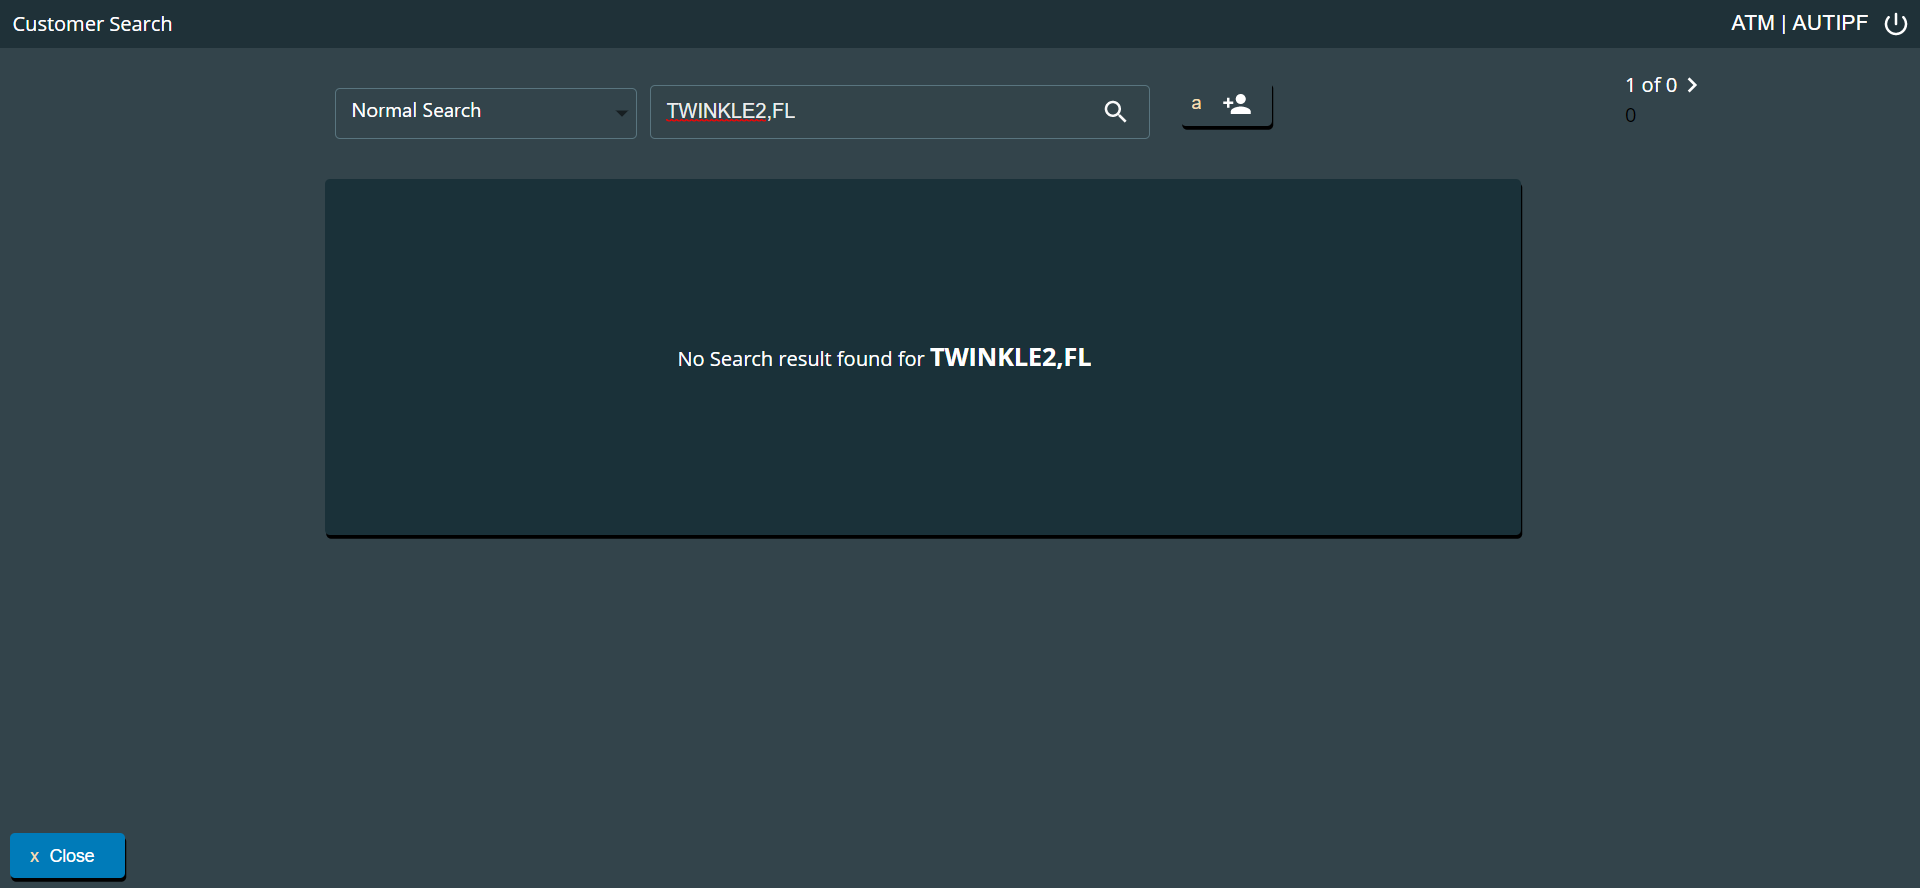 Customer Search
ATM | AUTIPF
Normal Search
TWINKLE2,FL
a
1 of 0
0
No Search result found for TWINKLE2,FL
x Close